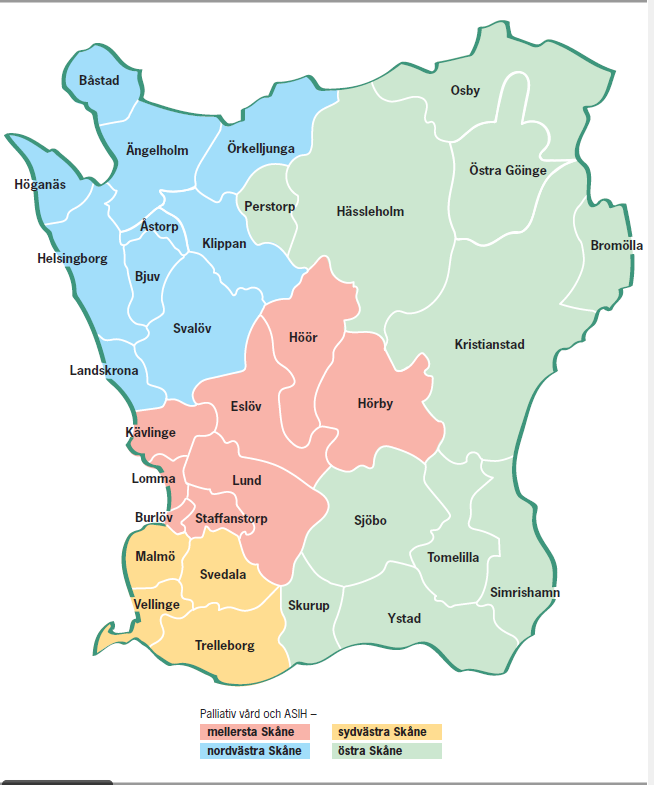 Båstad
Osby
Ängelholm
Örkelljunga
Östra Göinge
Höganäs
Perstorp
Hässleholm
Åstorp
Klippan
Bromölla
Helsingborg
Bjuv
Svalöv
Höör
Kristianstad
Landskrona
Eslöv
Hörby
Kävlinge
Lomma
Lund
Burlöv
Staffanstorp
Sjöbo
Malmö
Svedala
Tomelilla
Simrishamn
Vellinge
Skurup
Ystad
Trelleborg
Palliativ vård och ASIH –
mellersta Skåne
sydvästra Skåne
nordvästra Skåne
östra Skåne